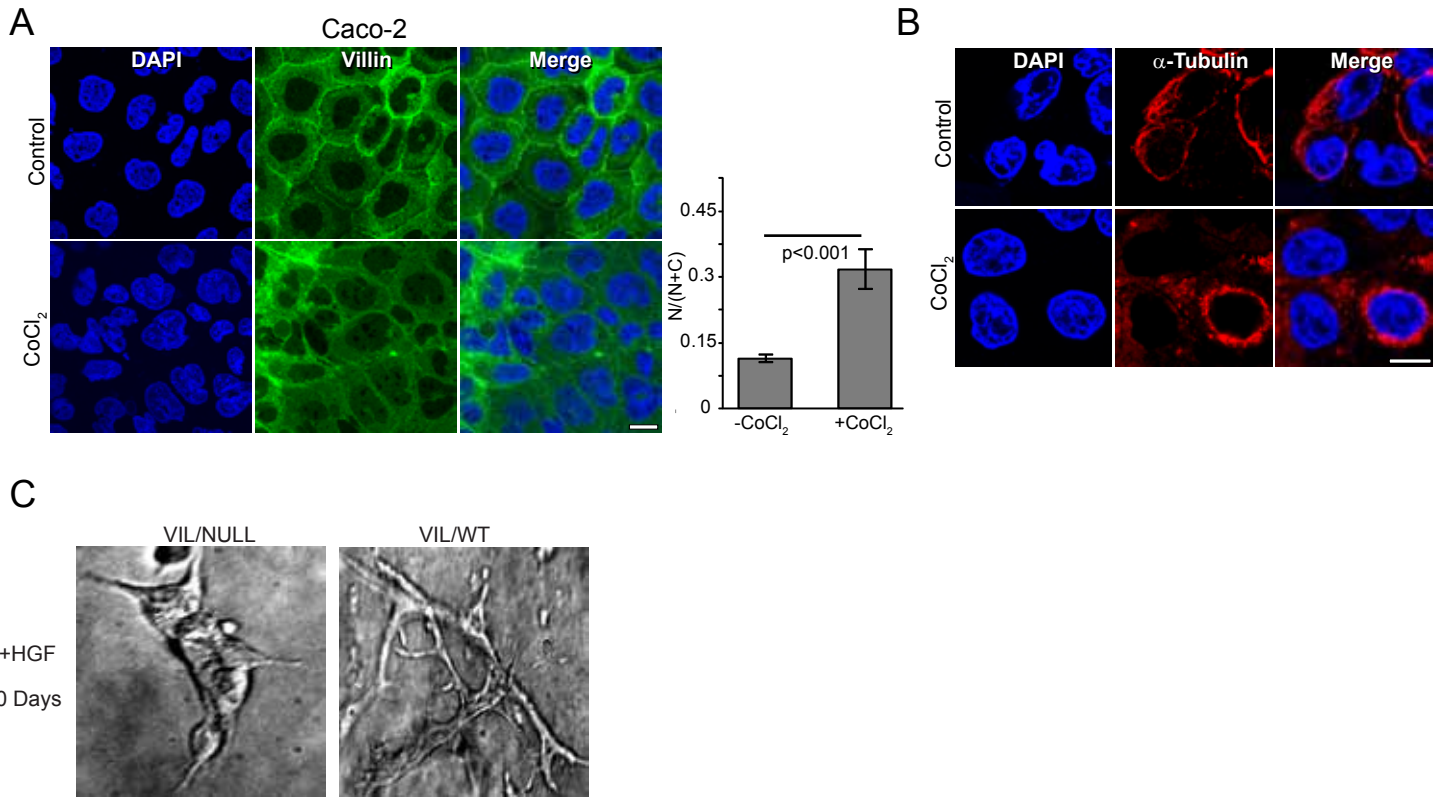 A
Caco-2
DAPI
Villin
Merge
Control
CoCl₂
0.45
0.3
0.15
0
N/(N+C)
p<0.001
-CoCl₂
+CoCl₂
B
DAPI
α-Tubulin
Merge
Control
CoCl₂
C
VIL/NULL
VIL/WT
+HGF
0 Days